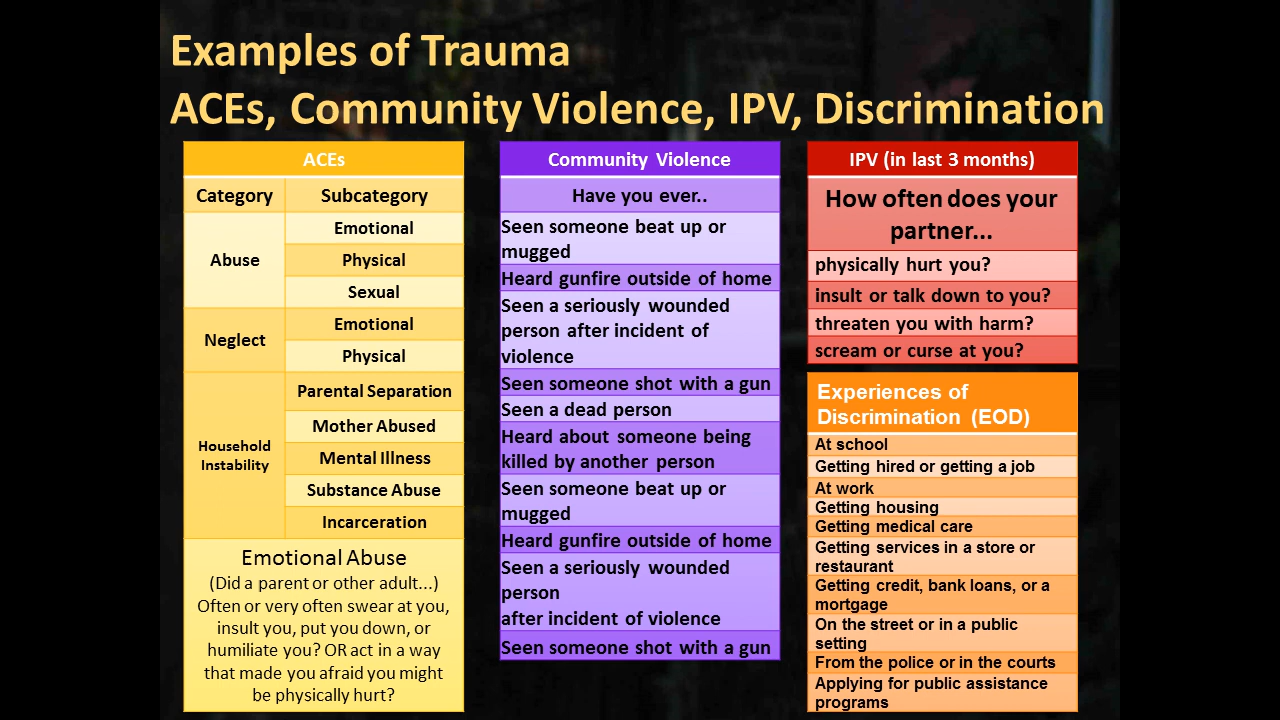 Examples of Trauma
ACEs, Community Violence, IPV, Discrimination
ACEs
Category Subcategory
Abuse
Emotional
Physical
Sexual
Neglect
Emotional
Physical
Household
Instability
Parental Separation
Mother Abused
Mental Illness
Substance Abuse
Incarceration
Emotional Abuse
(Did a parent or other adult...)
Often or very often swear at you,
insult you, put you down, or
humiliate you? OR act in a way
that made you afraid you might
be physically hurt?
Community Violence
Have you ever..
Seen someone beat up or
mugged
Heard gunfire outside of home
Seen a seriously wounded
person after incident of
violence
Seen someone shot with a gun
Seen a dead person
Heard about someone being
killed by another person
Seen someone beat up or
mugged
Heard gunfire outside of home
Seen a seriously wounded
person
after incident of violence
Seen someone shot with a gun
IPV (in last 3 months)
How often does your
partner...
physically hurt you?
insult or talk down to you?
threaten you with harm?
scream or curse at you?
Experiences of
Discrimination (EOD)
At school
Getting hired or getting a job
At work
Getting housing
Getting medical care
Getting services in a store or
restaurant
Getting credit, bank loans, or a
mortgage
On the street or in a public
setting
From the police or in the courts
Applying for public assistance
programs